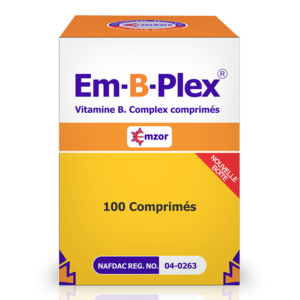 Em-B-Plex®
Vitamine B. Complex comprimés
Emzor
NOUVELLE
BOITE
100 Comprimés
NAFDAC REG. NO. 04-0263